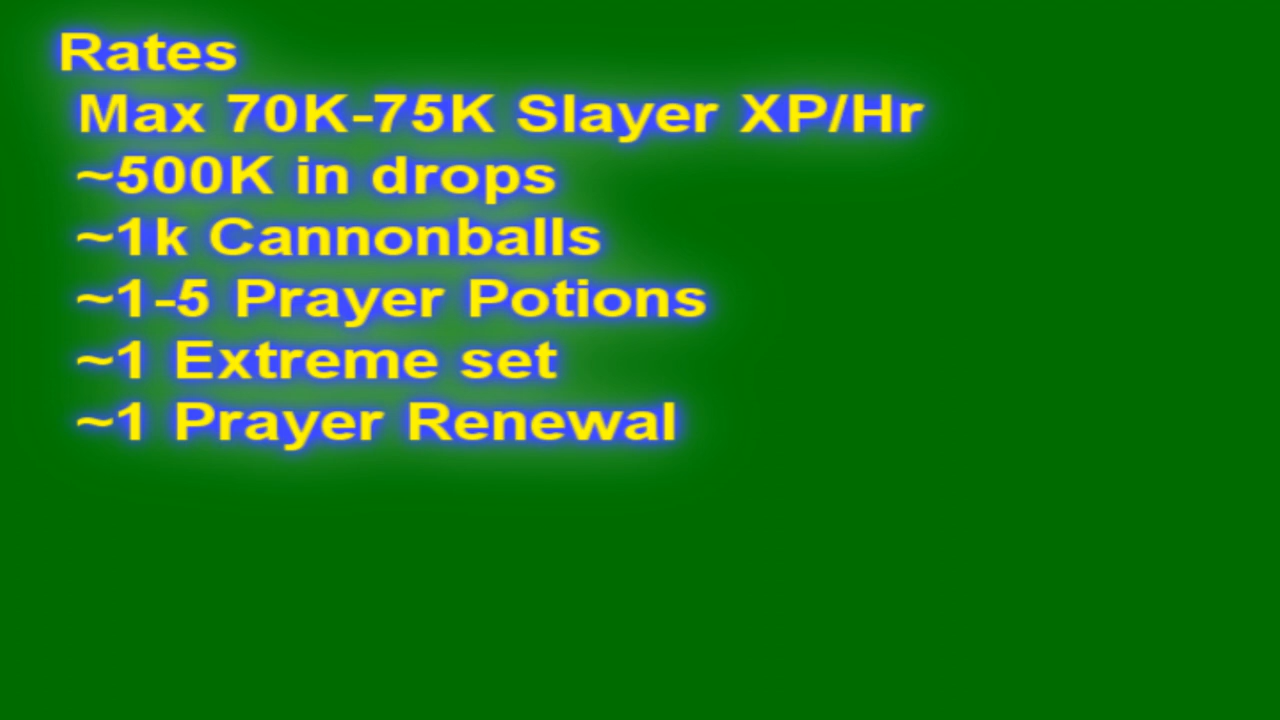 Rates
Max 70K-75K Slayer XP/Hr
~500K in drops
~1k Cannonballs
~1-5 Prayer Potions
~1 Extreme set
~1 Prayer Renewal